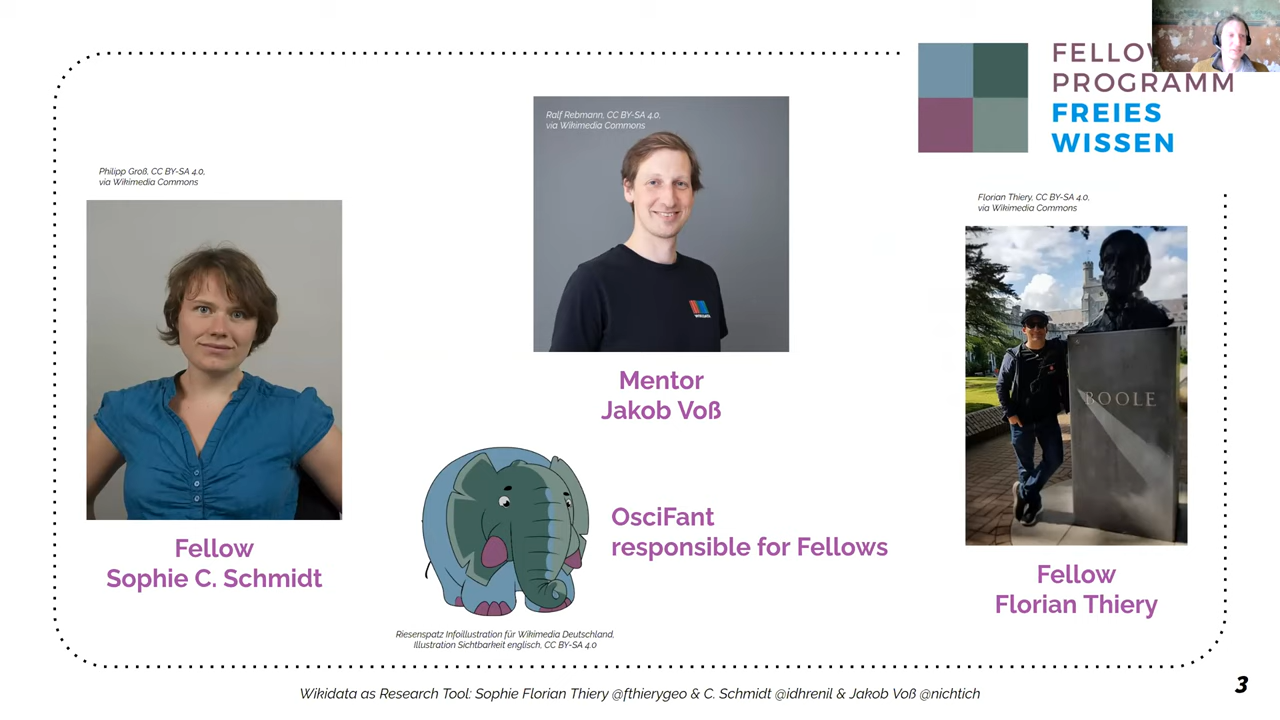 FELLOW
PROGRAMM
FREIES
WISSEN
Ralf Rebmann, CC BY-SA 4.0,
via Wikimedia Commons
Philipp Groß, CC BY-SA 4.0,
via Wikimedia Commons
Florian Thiery, CC BY-SA 4.0,
via Wikimedia Commons
WIKIDATA
BOOLE
Mentor
Jakob Voß
OsciFant
responsible for Fellows
Fellow
Sophie C. Schmidt
Fellow
Florian Thiery
Riesenspatz Infoillustration für Wikimedia Deutschland,
Illustration Sichtbarkeit englisch, CC BY-SA 4.0
Wikidata as Research Tool: Sophie Florian Thiery @fthierygeo & C. Schmidt @idhrenil & Jakob Voß @nichtich
3